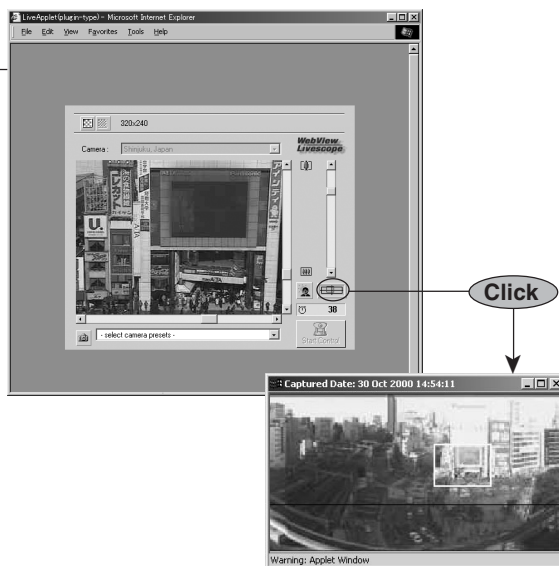 LiveApplet(plugin-type) - Microsoft Internet Explorer
File Edit View Favorites Tools Help
320x240
Camera : Shinjuku, Japan
WebView
Livescope
U.
38
- select camera presets -
Start Control
Click
Captured Date: 30 Oct 2000 14:54:11
Warning: Applet Window